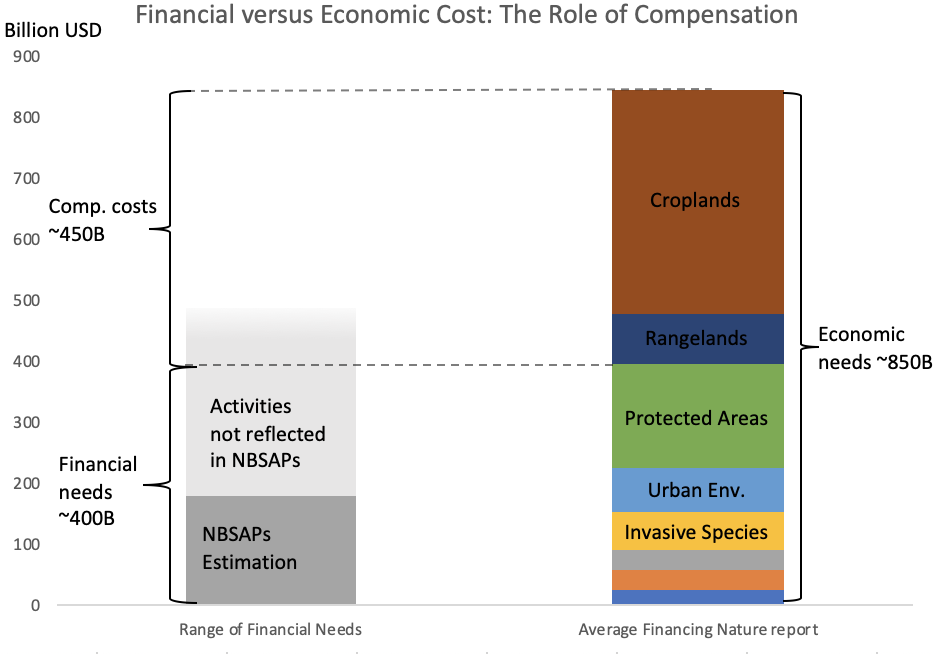 Financial versus Economic Cost: The Role of Compensation
Billion USD
900
800
700
600
500
400
300
200
100
0
Comp. costs
~450B
Financial
needs
~400B
Activities
not reflected
in NBSAPs
NBSAPs
Estimation
Croplands
Rangelands
Protected Areas
Urban Env.
Invasive Species
Economic
needs ~850B
Range of Financial Needs
Average Financing Nature report